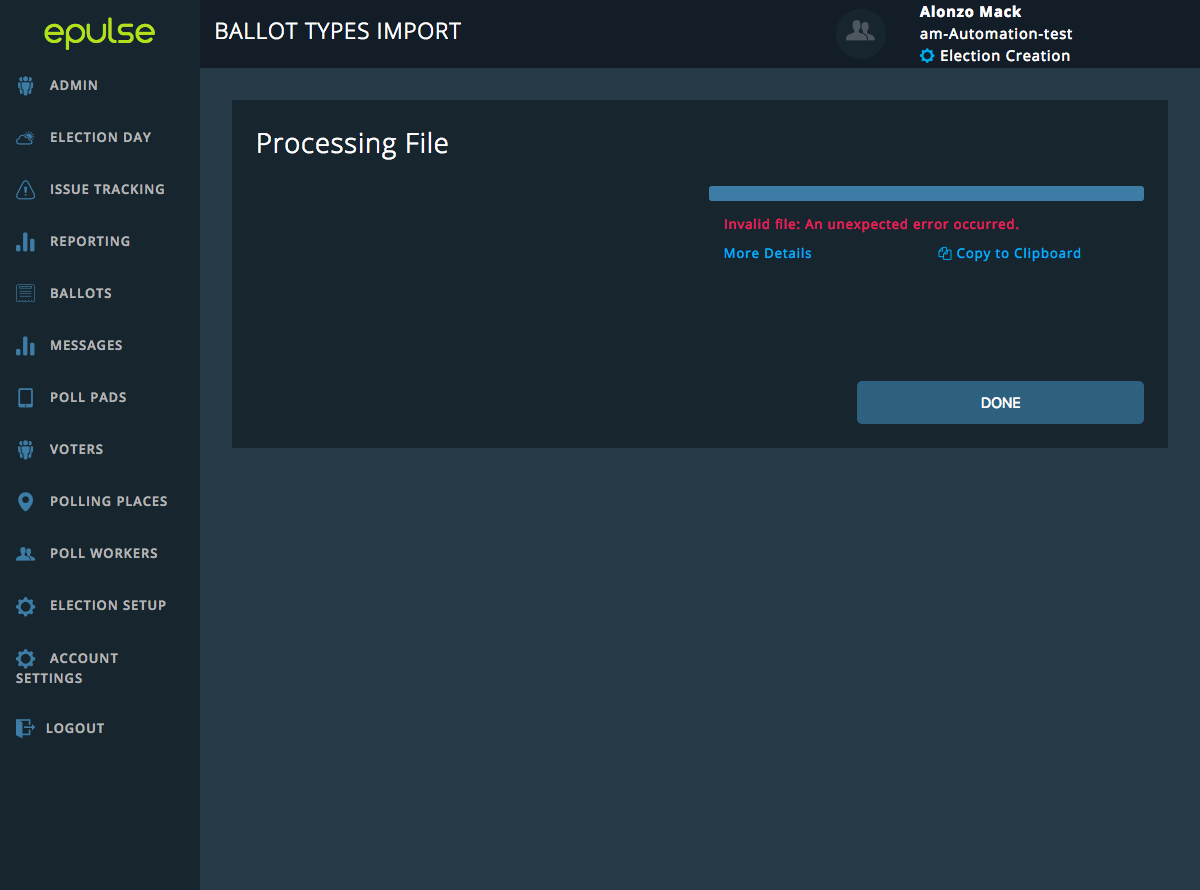 epulse
BALLOT TYPES IMPORT
Alonzo Mack
am-Automation-test
Election Creation
ADMIN
ELECTION DAY
ISSUE TRACKING
REPORTING
BALLOTS
MESSAGES
POLL PADS
VOTERS
POLLING PLACES
POLL WORKERS
ELECTION SETUP
ACCOUNT
SETTINGS
LOGOUT
Processing File
Invalid file: An unexpected error occurred.
More Details
Copy to Clipboard
DONE